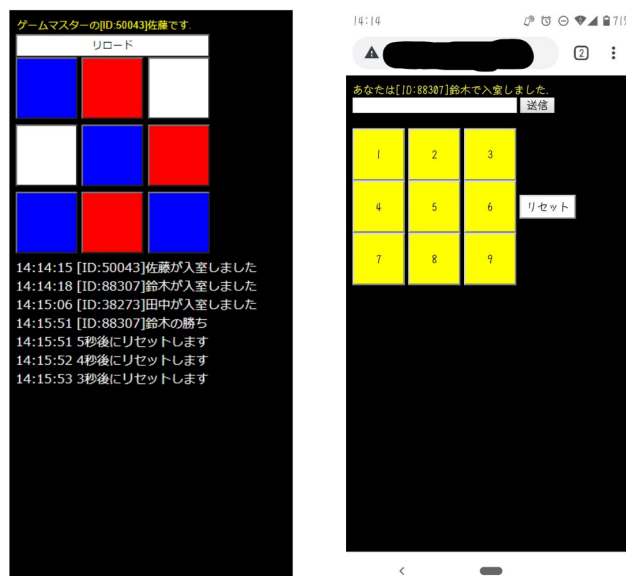 ゲームマスターの[ID:50043]佐藤です.
リロード
14:14:15 [ID:50043]佐藤が入室しました
14:14:18 [ID:88307]鈴木が入室しました
14:15:06 [ID:38273]田中が入室しました
14:15:51 [ID:88307]鈴木の勝ち
14:15:51 5秒後にリセットします
14:15:52 4秒後にリセットします
14:15:53 3秒後にリセットします
14:14
2
あなたは[ID:88307]鈴木で入室しました.
送信
1 2 3
4 5 6 リセット
7 8 9